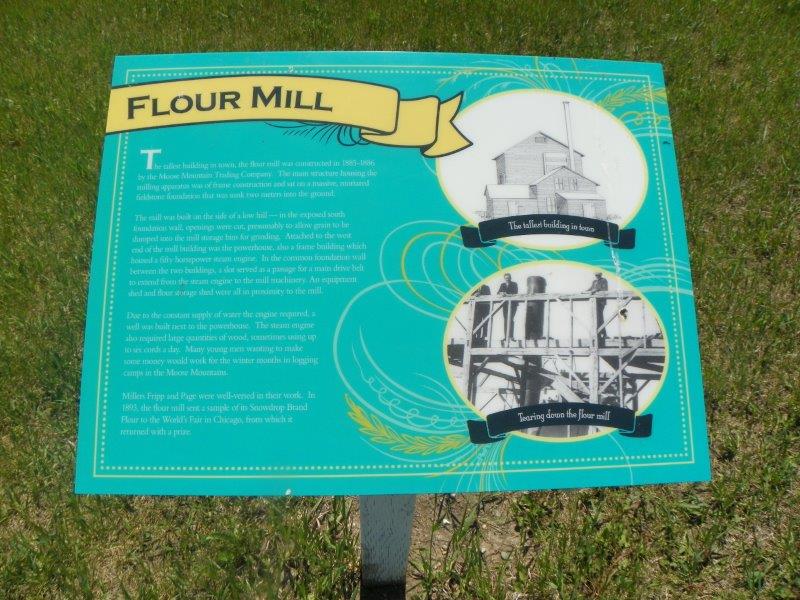 FLOUR MILL
The tallest building in town, the flour mill was constructed in 1885-1886
by the Moose Mountain Trading Company. The main structure housing the
milling apparatus was of frame construction and sat on a massive, mortared
fieldstone foundation that was sunk two meters into the ground.
The mill was built on the side of a low hill — in the exposed south
foundation wall, openings were cut, presumably to allow grain to be
dumped into the mill storage bins for grinding. Attached to the west
end of the mill building was the powerhouse, also a frame building which
housed a fifty horsepower steam engine. In the common foundation wall
between the two buildings, a slot served as a passage for a main drive belt
to extend from the steam engine to the mill machinery. An equipment
shed and flour storage shed were all in proximity to the mill.
Due to the constant supply of water the engine required, a
well was built next to the powerhouse. The steam engine
also required large quantities of wood, sometimes using up
to six cords a day. Many young men wanting to make
some money would work for the winter months in logging
camps in the Moose Mountains.
Millers Fripp and Page were well-versed in their work. In
1893, the flour mill sent a sample of its Snowdrop Brand
Flour to the World's Fair in Chicago, from which it
returned with a prize.
The tallest building in town
Tearing down the flour mill